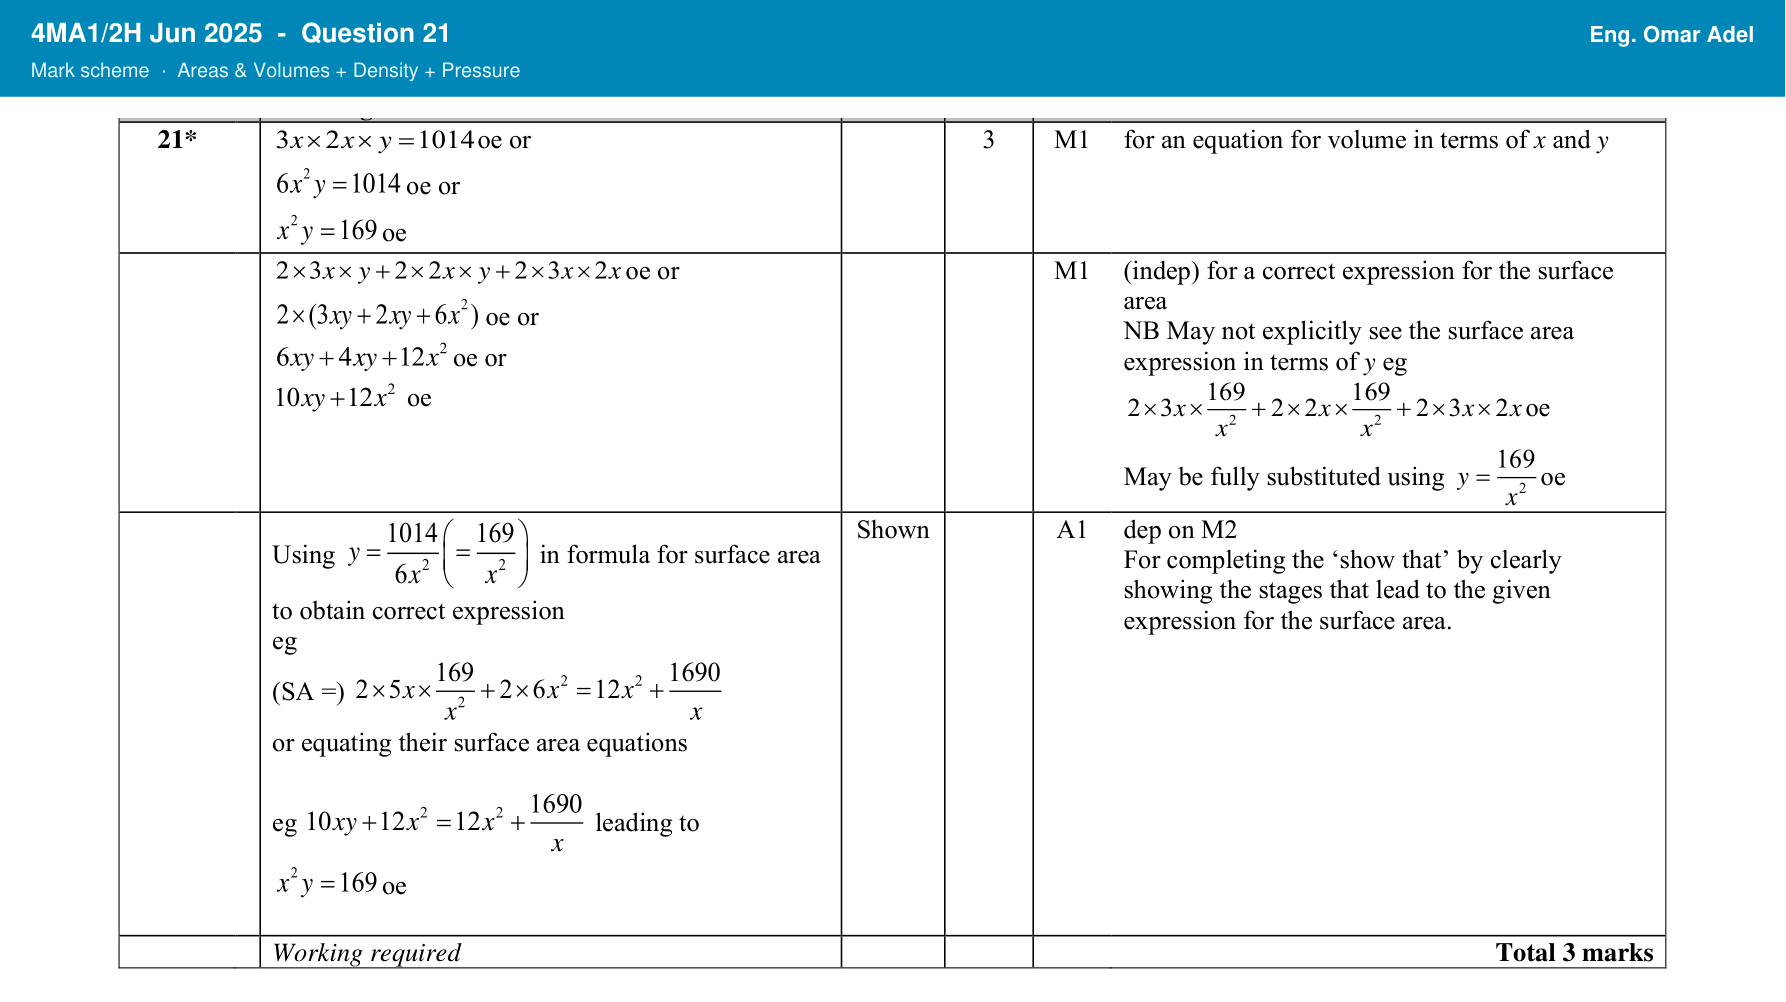 4MA1/2H Jun 2025 - Question 21
Eng. Omar Adel
Mark scheme · Areas & Volumes + Density + Pressure
21*
3x × 2x × y = 1014 oe or
3
M1
for an equation for volume in terms of x and y
6x²y = 1014 oe or
x²y = 169 oe
2×3x×y + 2×2x×y + 2×3x×2x oe or
M1
(indep) for a correct expression for the surface
area
2×(3xy + 2xy + 6x²) oe or
NB May not explicitly see the surface area
6xy + 4xy + 12x² oe or
expression in terms of y eg
10xy + 12x² oe
2×3x×169/x² + 2×2x×169/x² + 2×3x×2x oe
May be fully substituted using y = 169/x² oe
Using y = 1014/6x² (= 169/x²) in formula for surface area
Shown
A1
dep on M2
to obtain correct expression
For completing the ‘show that’ by clearly
showing the stages that lead to the given
expression for the surface area.
eg
(SA =) 2×5x×169/x² + 2×6x² = 12x² + 1690/x
or equating their surface area equations
eg 10xy + 12x² = 12x² + 1690/x leading to
x²y = 169 oe
Working required
Total 3 marks